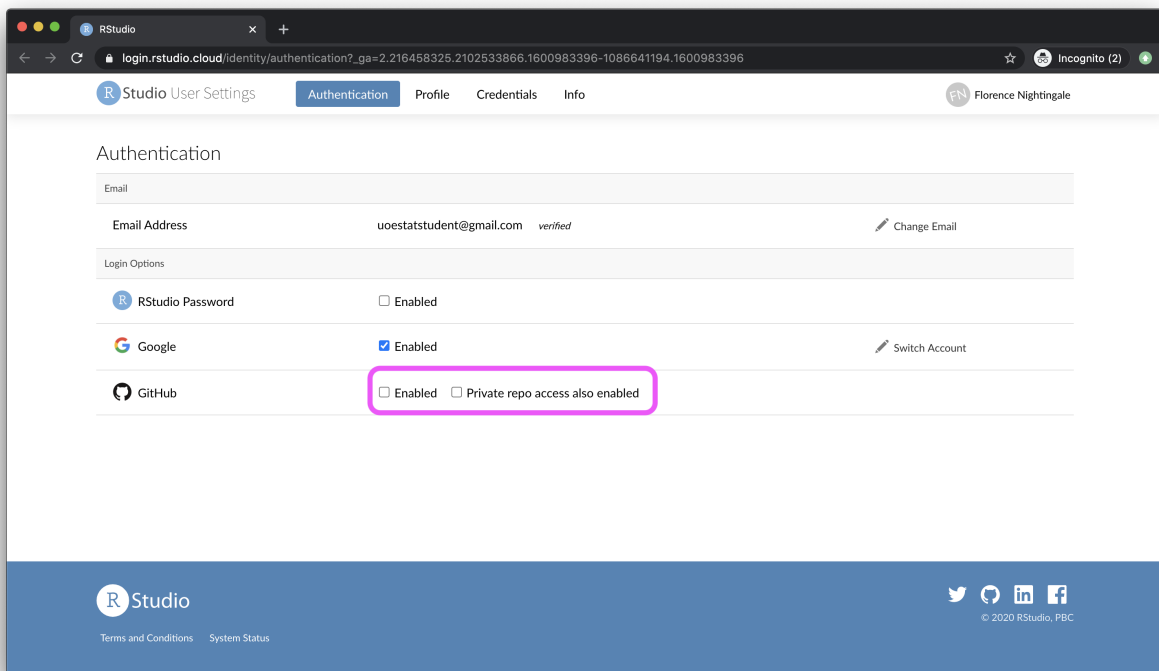 RStudio
login.rstudio.cloud/identity/authentication?_ga=2.216458325.2102533866.1600983396-1086641194.1600983396
Incognito (2)
R Studio User Settings Authentication Profile Credentials Info FN Florence Nightingale
Authentication
Email
Email Address uoestatstudent@gmail.com verified Change Email
Login Options
R RStudio Password Enabled
Google Enabled Switch Account
GitHub Enabled Private repo access also enabled
R Studio
© 2020 RStudio, PBC
Terms and Conditions System Status